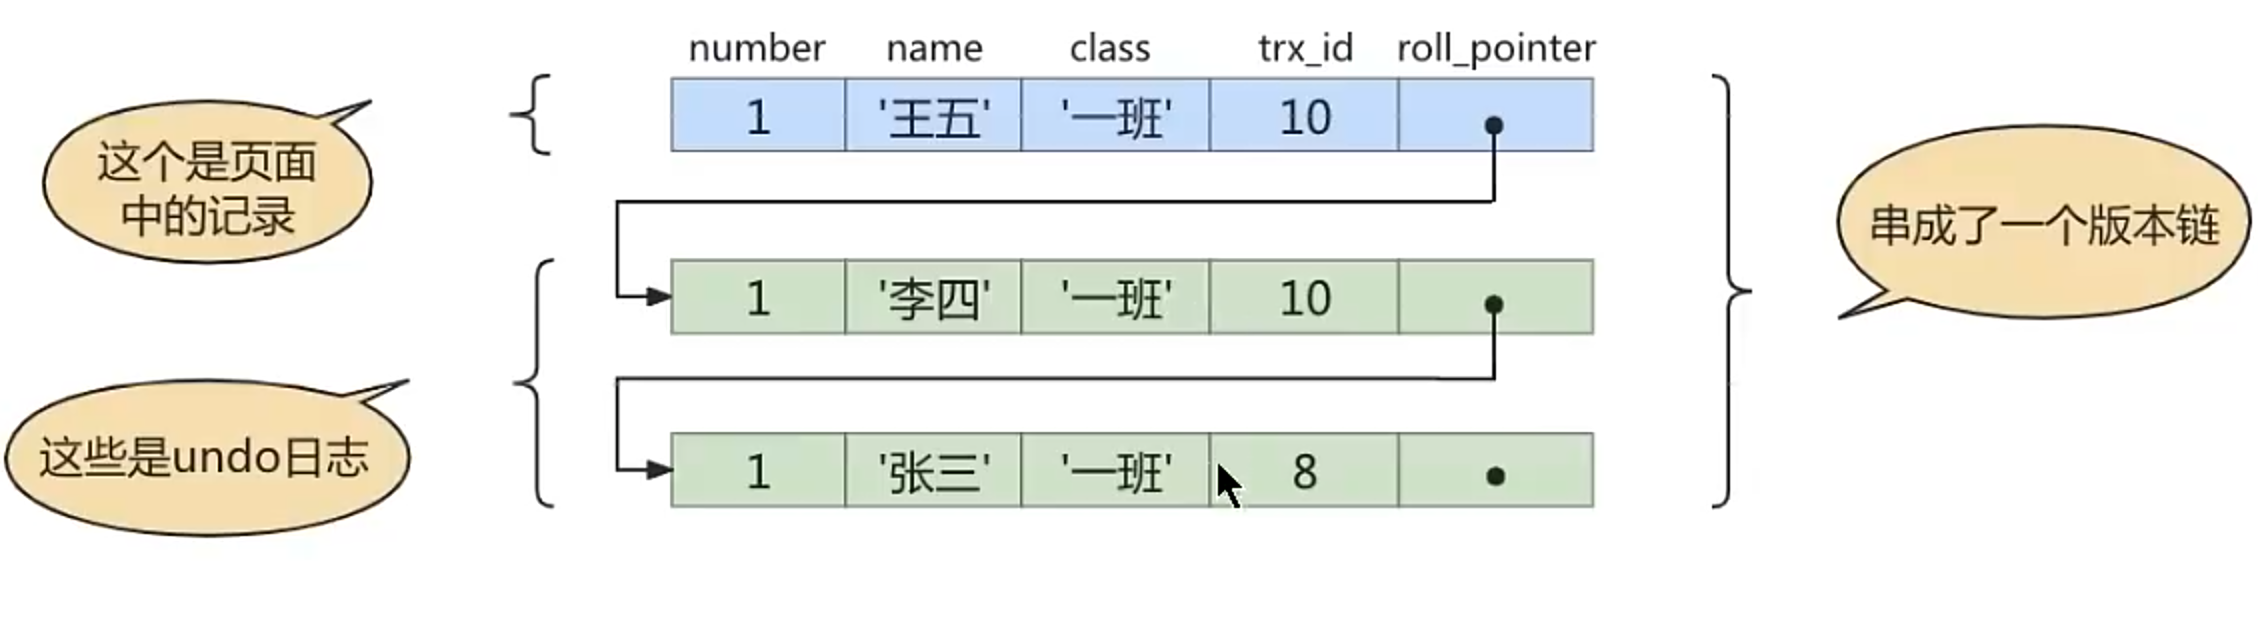 number name class trx_id roll_pointer
这个是页面
中的记录
1 '王五' '一班' 10
串成了一个版本链
1 '李四' '一班' 10
这些是undo日志
1 '张三' '一班' 8